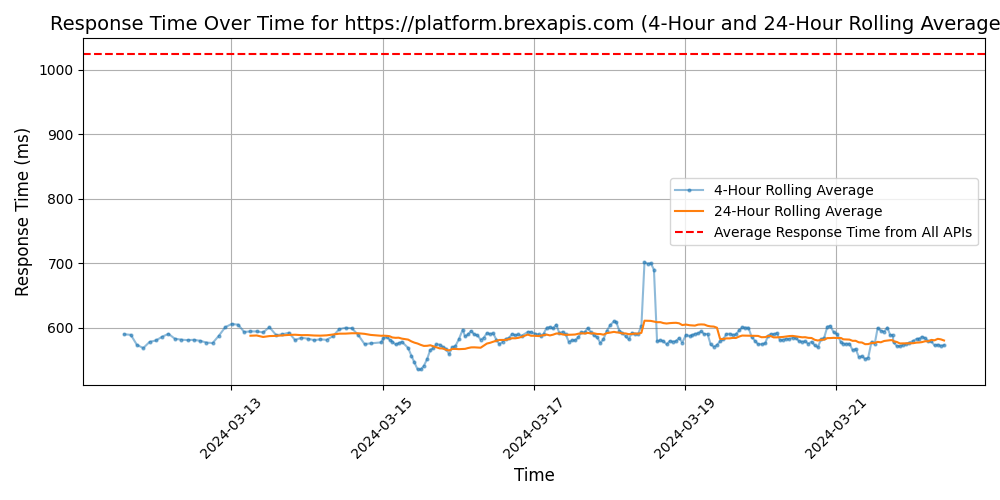 Response Time Over Time for https://platform.brexapis.com (4-Hour and 24-Hour Rolling Average
1000
800
700
600
900
Response Time (ms)
4-Hour Rolling Average
24-Hour Rolling Average
Average Response Time from All APIs
2024-03-13
2024-03-15
2024-03-17
2024-03-19
2024-03-21
Time